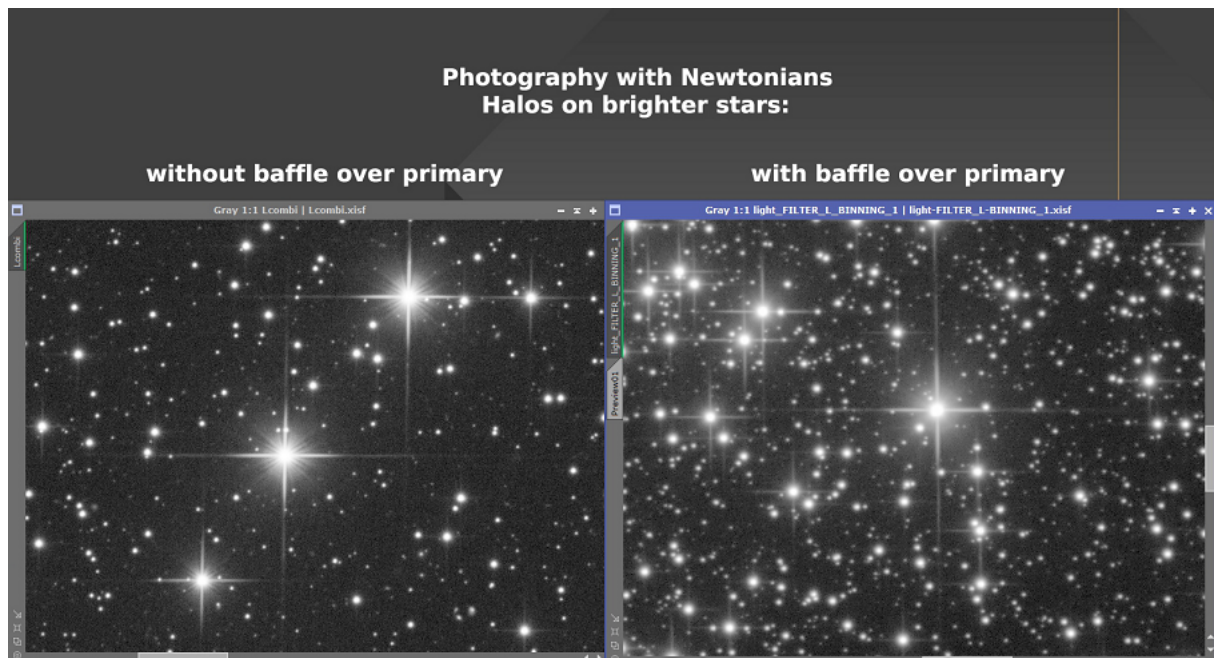 Photography with Newtonians
Halos on brighter stars:
without baffle over primary
with baffle over primary
Gray 1:1 Lcombi | Lcombi.xisf
Lcombi
Gray 1:1 light_FILTER_L_BINNING_1 | light-FILTER_L-BINNING_1.xisf
light_FILTER_L_BINNING_1
Preview01